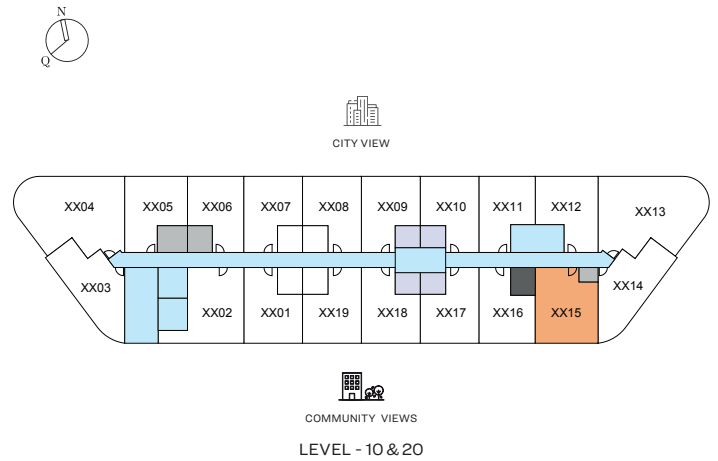 N
Q
CITY VIEW
XX04 XX05 XX06 XX07 XX08 XX09 XX10 XX11 XX12 XX13
XX03 XX14
XX02 XX01 XX19 XX18 XX17 XX16 XX15
COMMUNITY VIEWS
LEVEL - 10 & 20